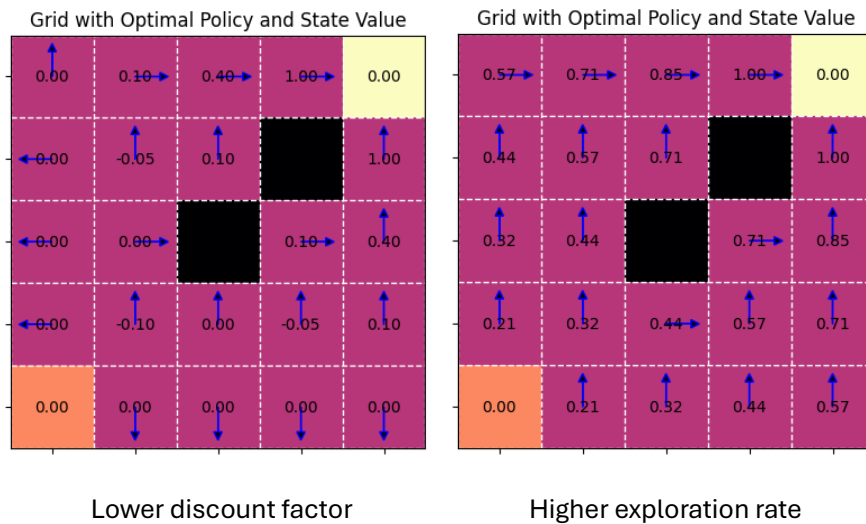 Grid with Optimal Policy and State Value
0.00 0.10 0.40 1.00 0.00
0.00 -0.05 0.10 1.00
0.00 0.00 0.10 0.40
0.00 -0.10 0.00 -0.05 0.10
0.00 0.00 0.00 0.00 0.00
Lower discount factor
Grid with Optimal Policy and State Value
0.57 0.71 0.85 1.00 0.00
0.44 0.57 0.71 1.00
0.32 0.44 0.71 0.85
0.21 0.32 0.44 0.57 0.71
0.00 0.21 0.32 0.44 0.57
Higher exploration rate